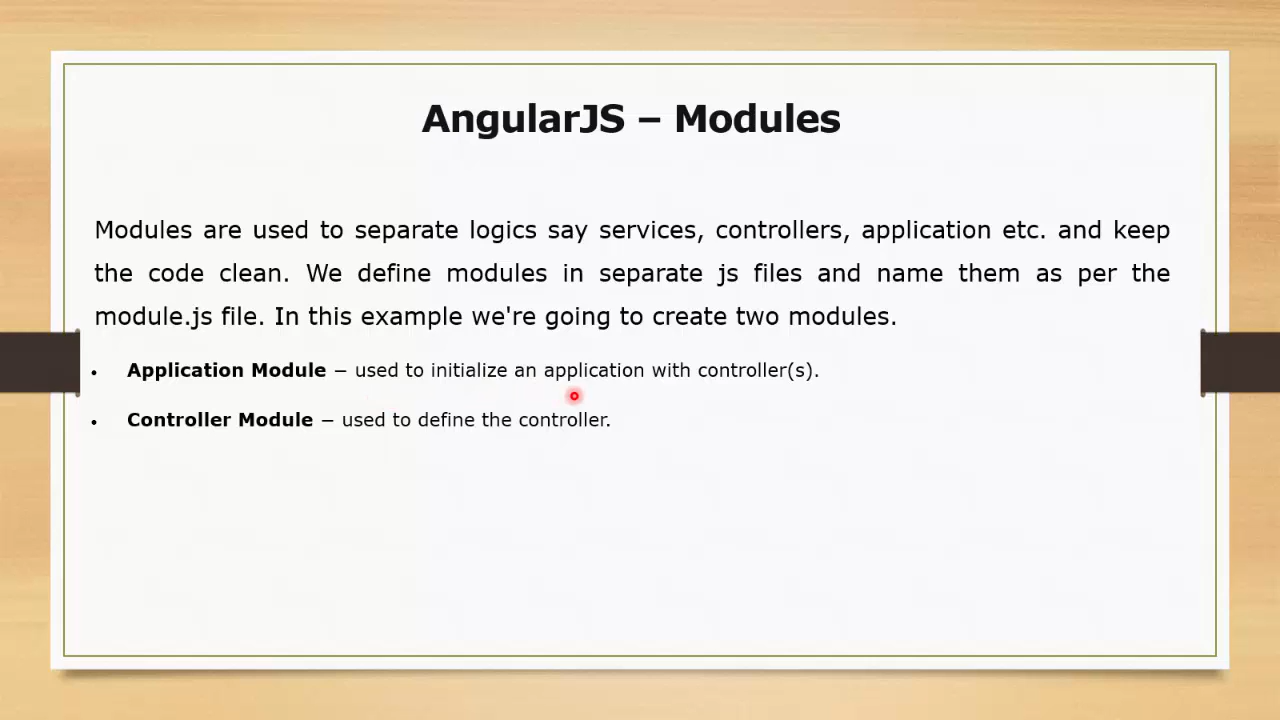 AngularJS – Modules
Modules are used to separate logics say services, controllers, application etc. and keep
the code clean. We define modules in separate js files and name them as per the
module.js file. In this example we're going to create two modules.
• Application Module − used to initialize an application with controller(s).
• Controller Module − used to define the controller.